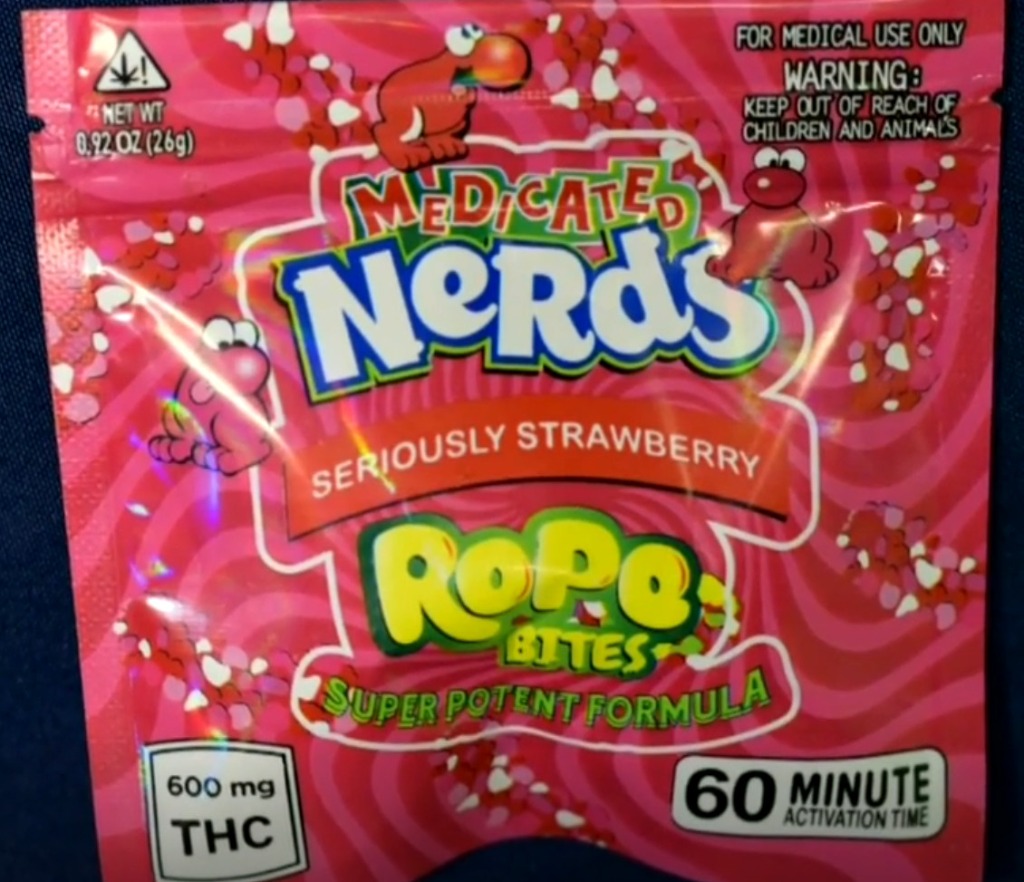 NET WT
0.92 OZ (26g)
FOR MEDICAL USE ONLY
WARNING:
KEEP OUT OF REACH OF
CHILDREN AND ANIMALS
MEDICATED
NeRdS
SERIOUSLY STRAWBERRY
RoPe
BITES
SUPER POTENT FORMULA
600 mg
THC
60 MINUTE
ACTIVATION TIME